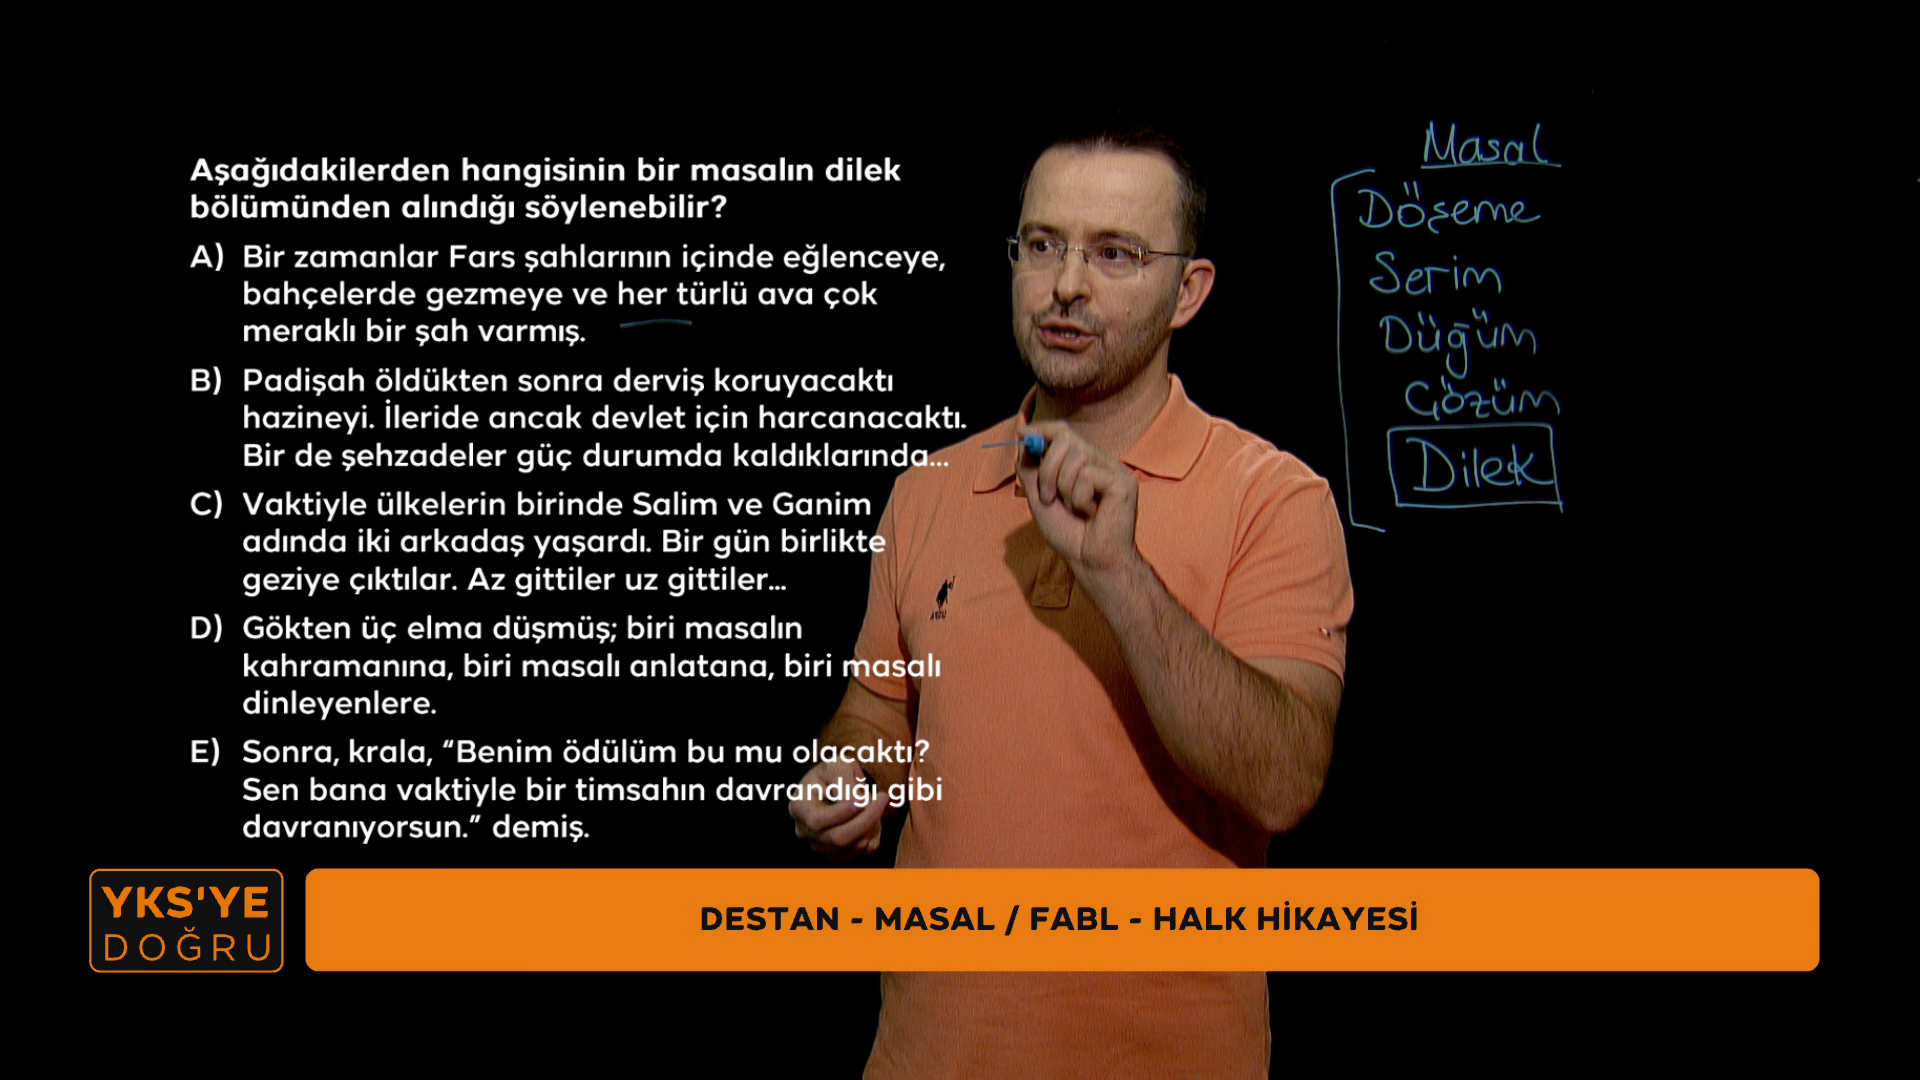 Aşağıdakilerden hangisinin bir masalın dilek
bölümünden alındığı söylenebilir?
A) Bir zamanlar Fars şahlarının içinde eğlenceye,
bahçelerde gezmeye ve her türlü ava çok
meraklı bir şah varmış.
B) Padişah öldükten sonra derviş koruyacaktı
hazineyi. İleride ancak devlet için harcanacaktı.
Bir de şehzadeler güç durumda kaldıklarında...
C) Vaktiyle ülkelerin birinde Salim ve Ganim
adında iki arkadaş yaşardı. Bir gün birlikte
geziye çıktılar. Az gittiler uz gittiler...
D) Gökten üç elma düşmüş; biri masalın
kahramanına, biri masalı anlatana, biri masalı
dinleyenlere.
E) Sonra, krala, “Benim ödülüm bu mu olacaktı?
Sen bana vaktiyle bir timsahın davrandığı gibi
davranıyorsun.” demiş.
Masal
Döşeme
Serim
Düğüm
Çözüm
Dilek
YKS'YE
DOĞRU
DESTAN - MASAL / FABL - HALK HİKAYESİ